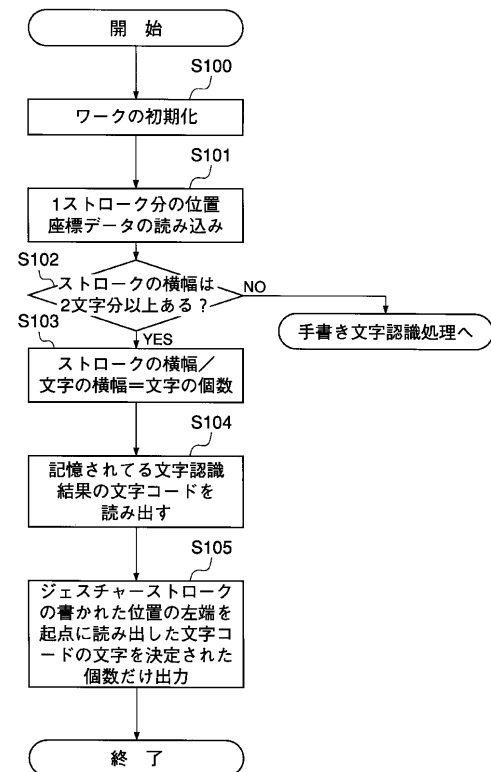 開 始
S100
ワークの初期化
S101
1ストローク分の位置
座標データの読み込み
S102
ストロークの横幅は
2文字分以上ある?
NO
手書き文字認識処理へ
S103
YES
ストロークの横幅/
文字の横幅=文字の個数
S104
記憶されてる文字認識
結果の文字コードを
読み出す
S105
ジェスチャーストローク
の書かれた位置の左端を
起点に読み出した文字コ
ードの文字を決定された
個数だけ出力
終 了